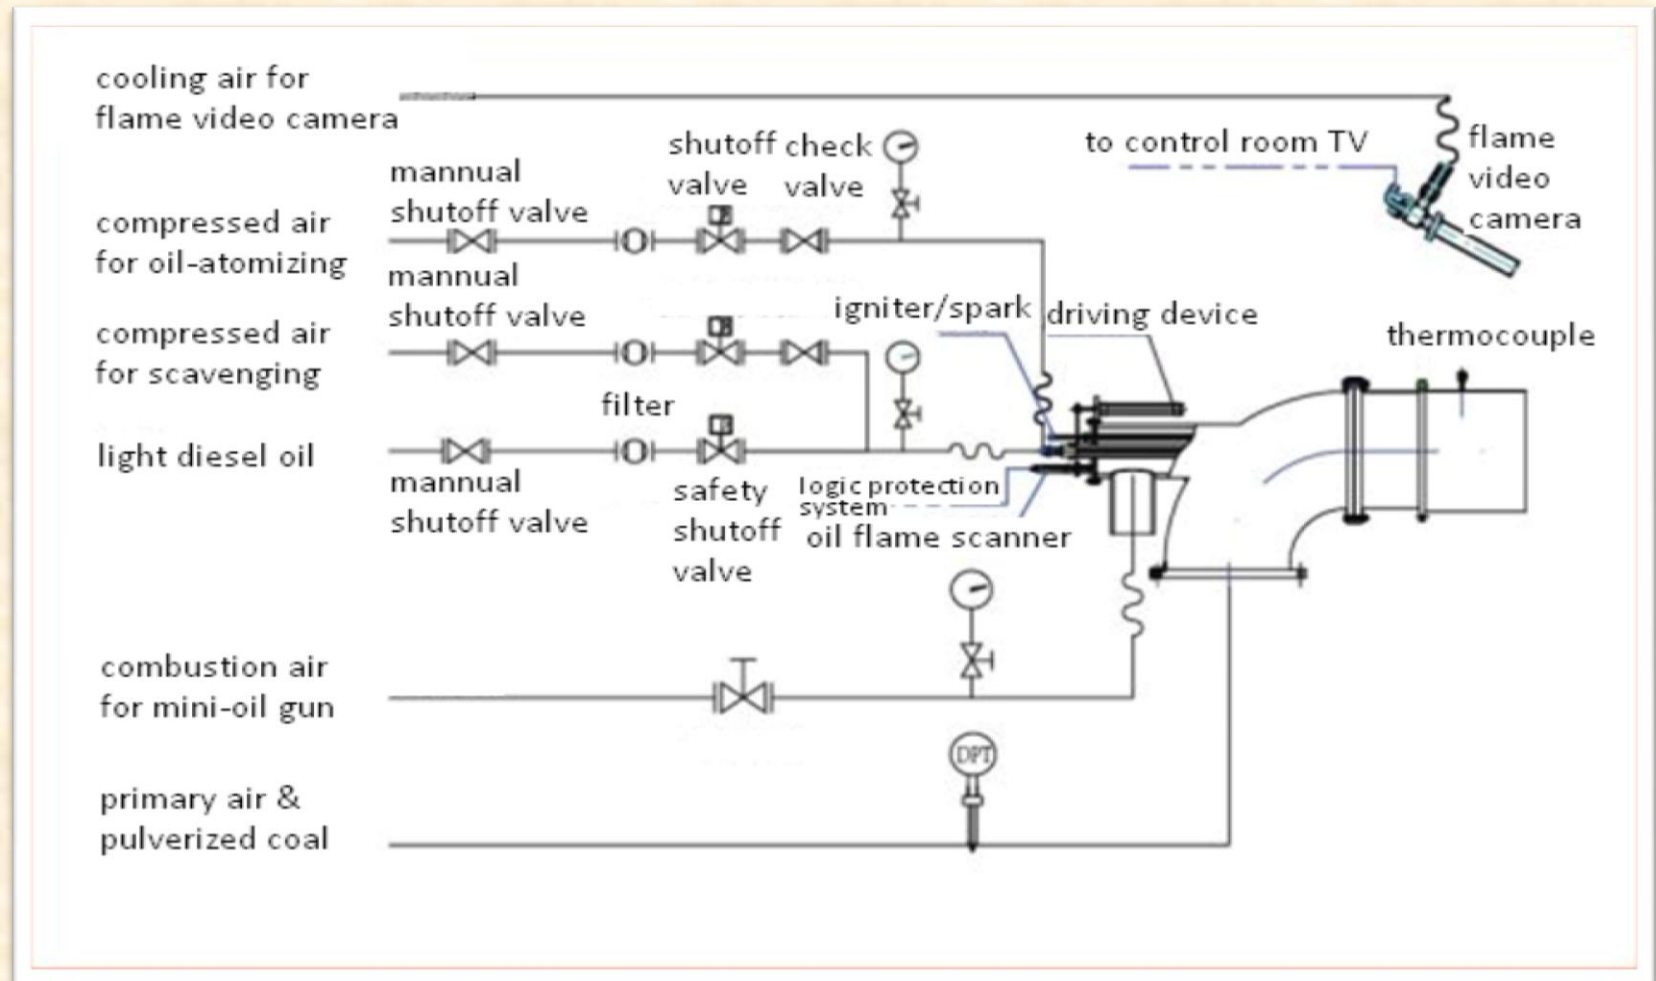 cooling air for
flame video camera
to control room TV
flame
video
camera
shutoff
valve
check
valve
mannual
shutoff valve
compressed air
for oil-atomizing
mannual
shutoff valve
igniter/spark
driving device
thermocouple
compressed air
for scavenging
filter
light diesel oil
mannual
shutoff valve
safety
shutoff
valve
logic protection
system
oil flame scanner
combustion air
for mini-oil gun
DPT
primary air &
pulverized coal